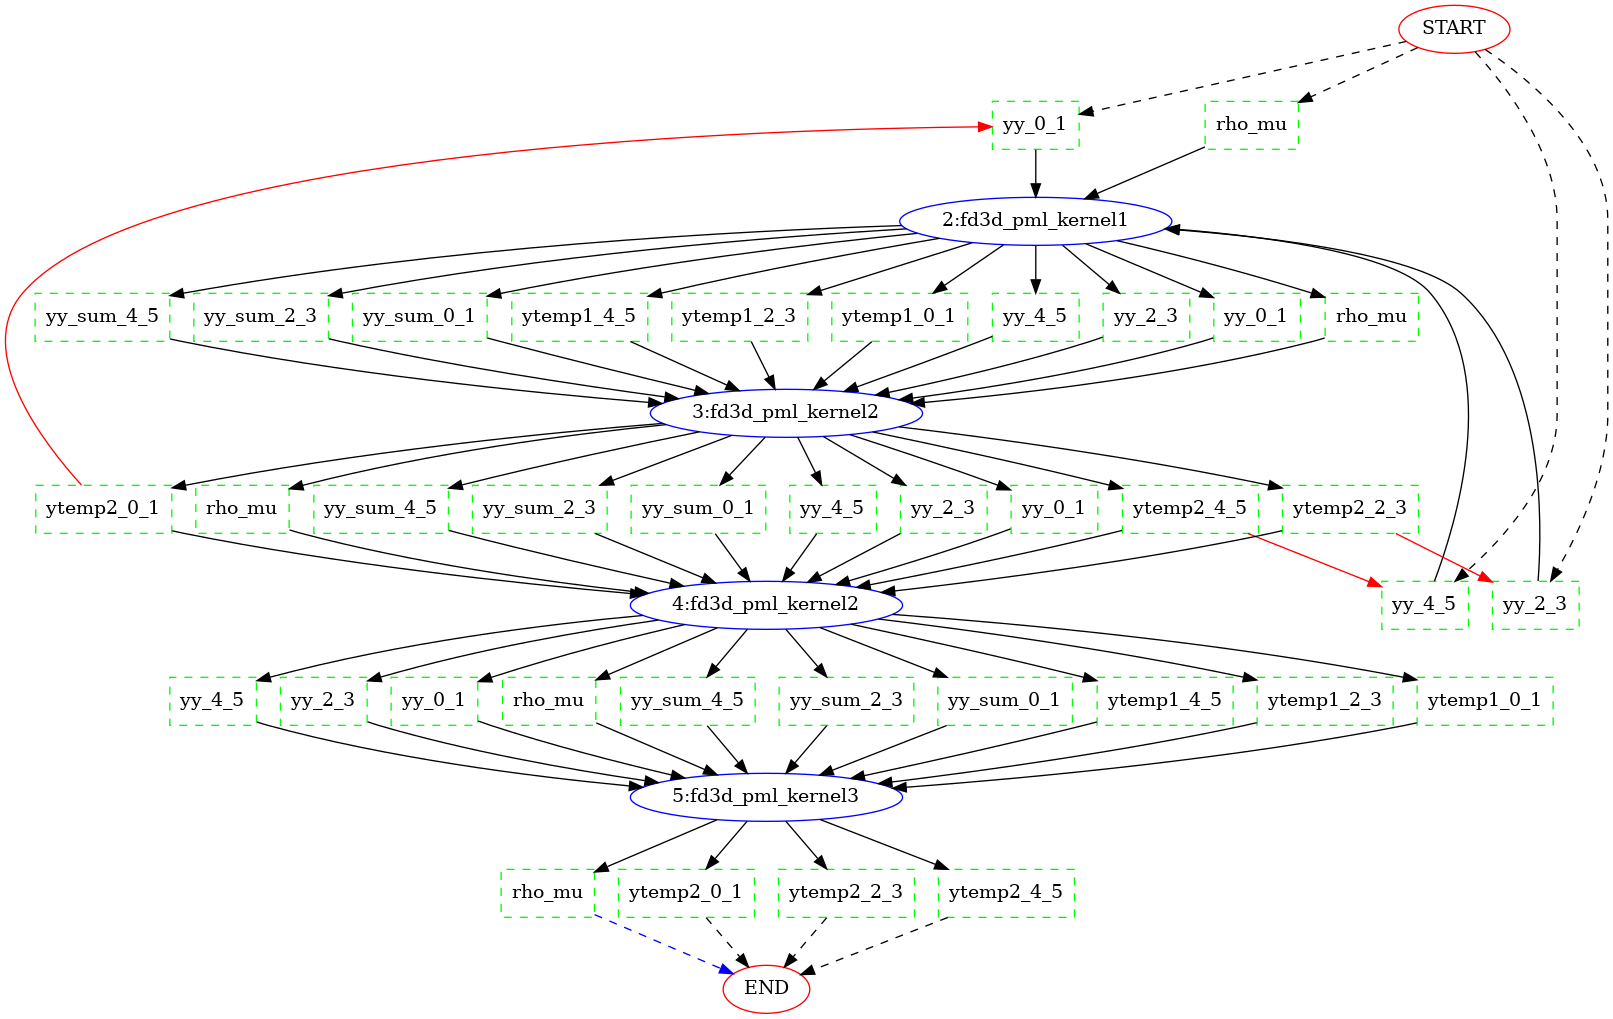 START
yy_0_1
rho_mu
2:fd3d_pml_kernel1
yy_sum_4_5
yy_sum_2_3
yy_sum_0_1
ytemp1_4_5
ytemp1_2_3
ytemp1_0_1
yy_4_5
yy_2_3
yy_0_1
rho_mu
3:fd3d_pml_kernel2
ytemp2_0_1
rho_mu
yy_sum_4_5
yy_sum_2_3
yy_sum_0_1
yy_4_5
yy_2_3
yy_0_1
ytemp2_4_5
ytemp2_2_3
4:fd3d_pml_kernel2
yy_4_5
yy_2_3
yy_4_5
yy_2_3
yy_0_1
rho_mu
yy_sum_4_5
yy_sum_2_3
yy_sum_0_1
ytemp1_4_5
ytemp1_2_3
ytemp1_0_1
5:fd3d_pml_kernel3
rho_mu
ytemp2_0_1
ytemp2_2_3
ytemp2_4_5
END